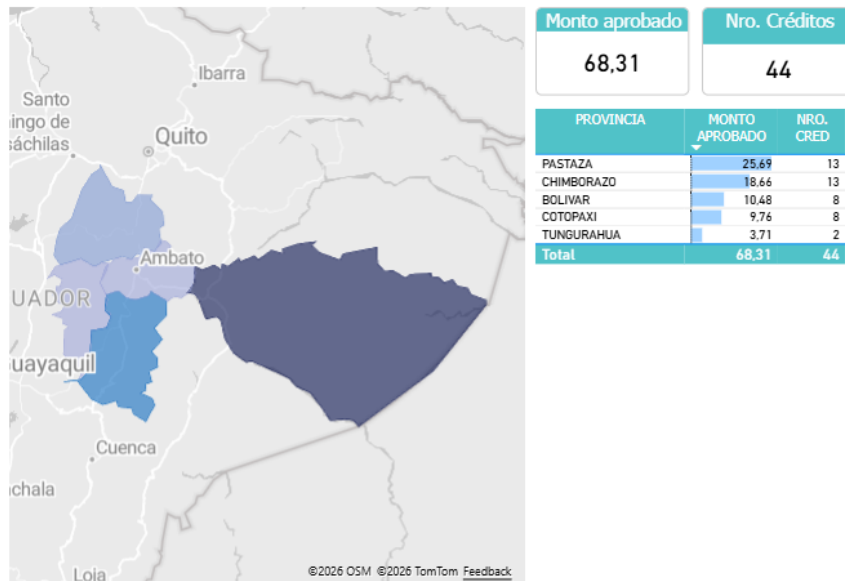 Ibarra
Santo
ingo de
sáchilas
Quito
Ambato
UADOR
uayaquil
Cuenca
achala
Loja
©2026 OSM ©2026 TomTom Feedback
Monto aprobado
68,31
Nro. Créditos
44
PROVINCIA MONTO APROBADO NRO. CRED
PASTAZA 25,69 13
CHIMBORAZO 18,66 13
BOLIVAR 10,48 8
COTOPAXI 9,76 8
TUNGURAHUA 3,71 2
Total 68,31 44